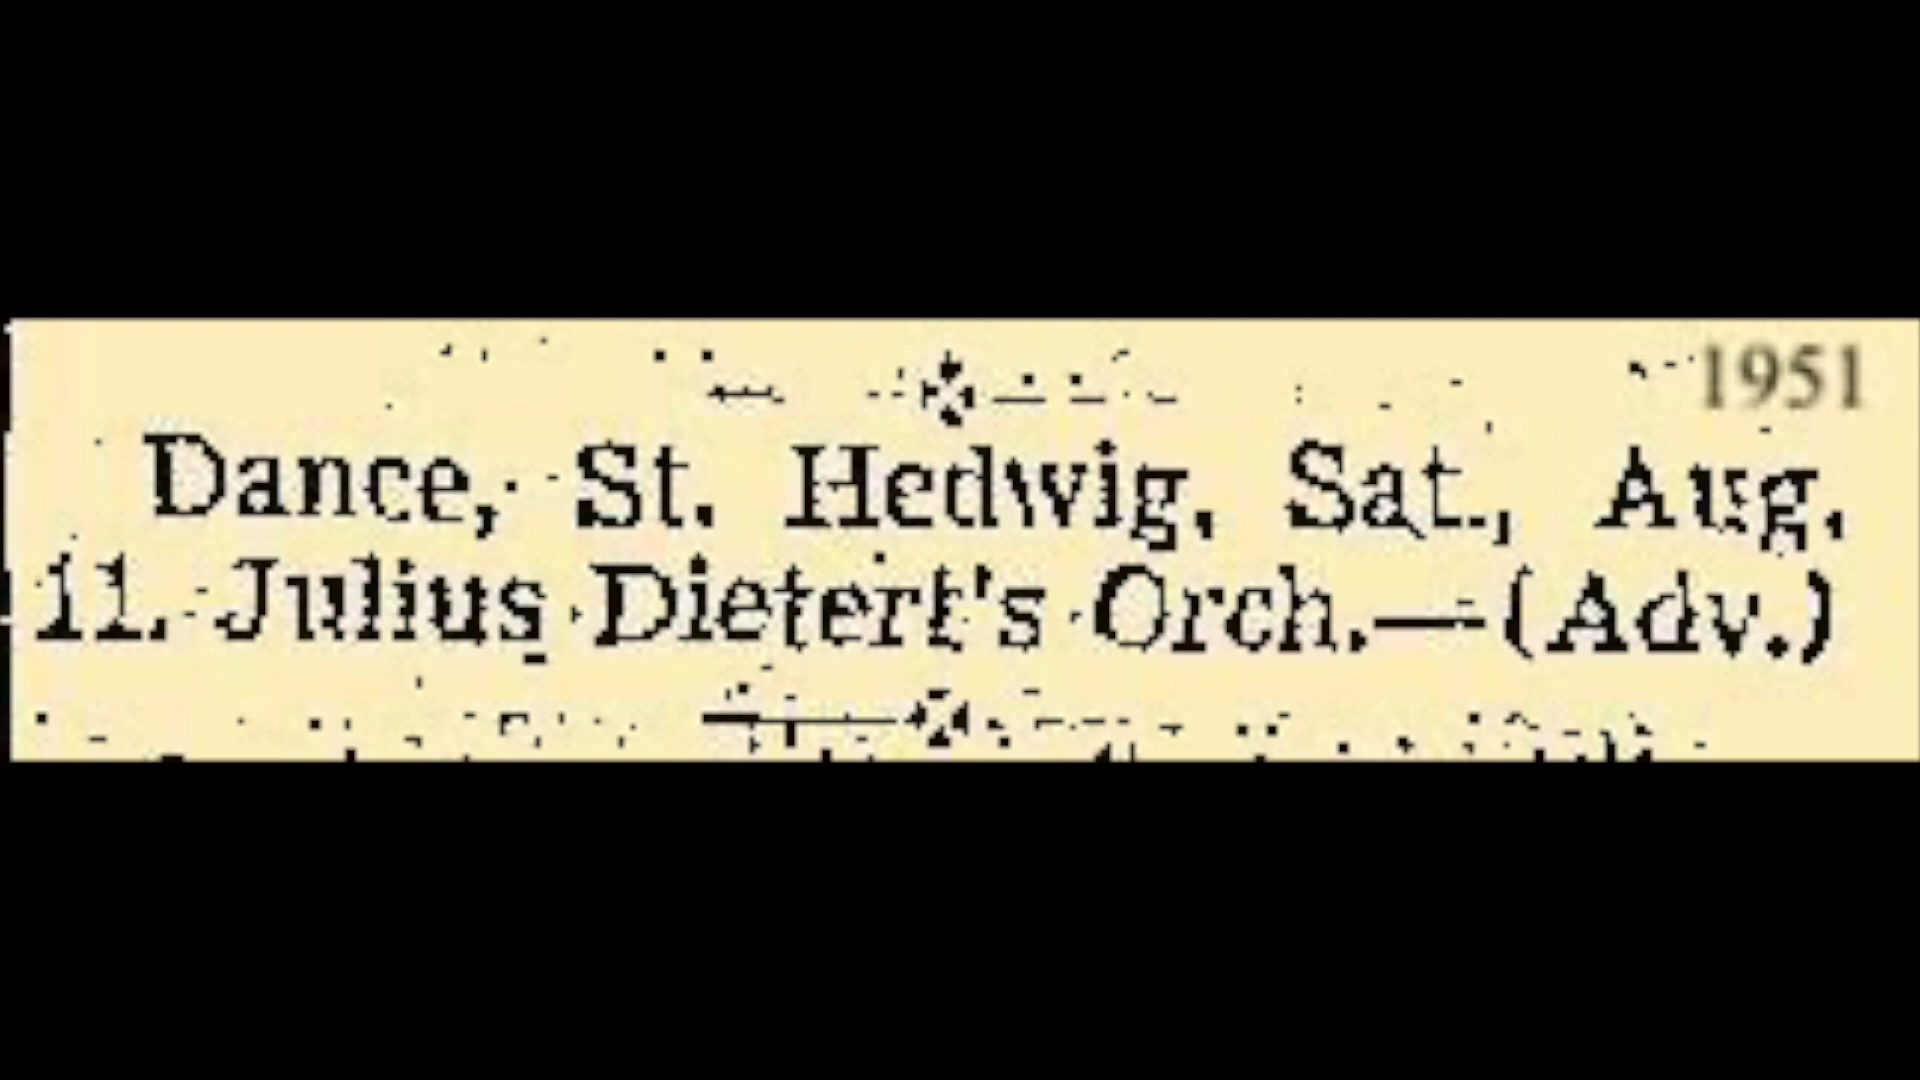 1951
Dance, St. Hedwig, Sat., Aug.
11. Julius Dietert's Orch.—(Adv.)